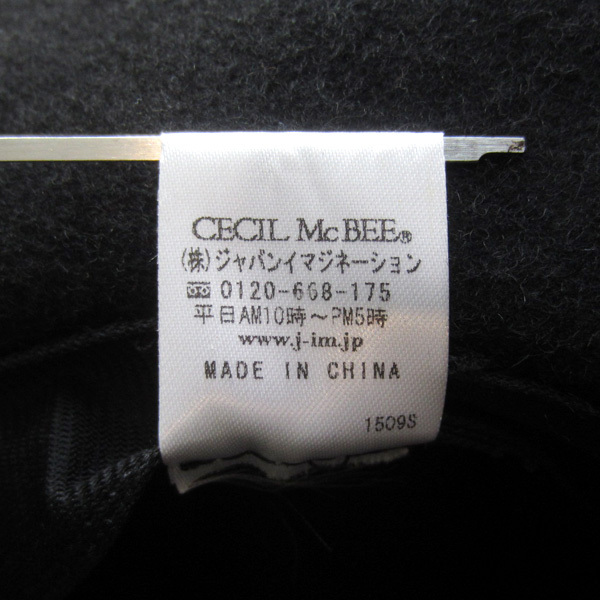 CECIL McBEE®
(株)ジャパンイマジネーション
0120-668-175
平日AM10時～PM5時
www.j-im.jp
MADE IN CHINA
1509S